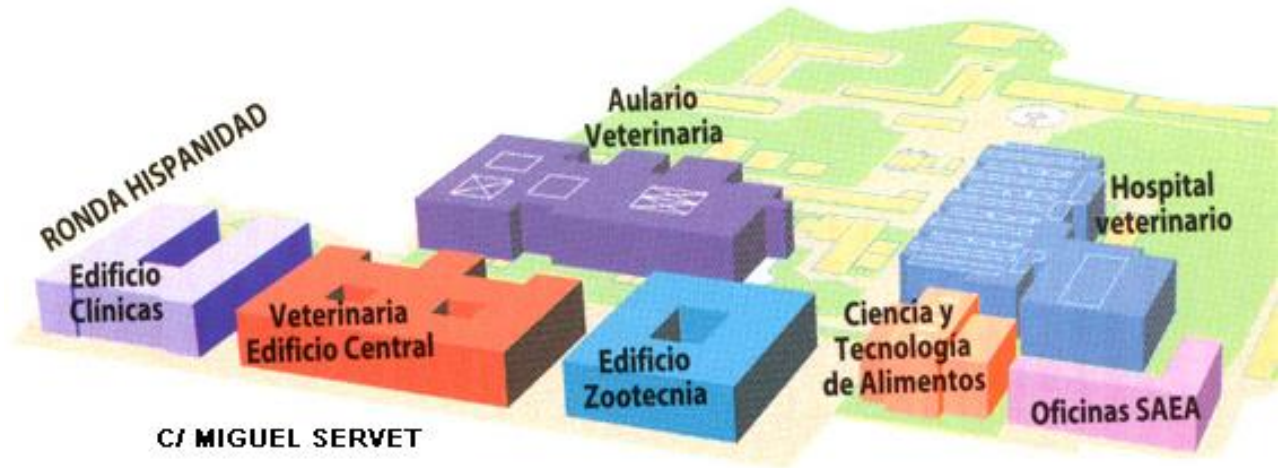 RONDA HISPANIDAD
Aulario
Veterinaria
Hospital
veterinario
Edificio
Clínicas
Veterinaria
Edificio Central
Edificio
Zootecnia
Ciencia y
Tecnología
de Alimentos
Oficinas SAEA
C/ MIGUEL SERVET